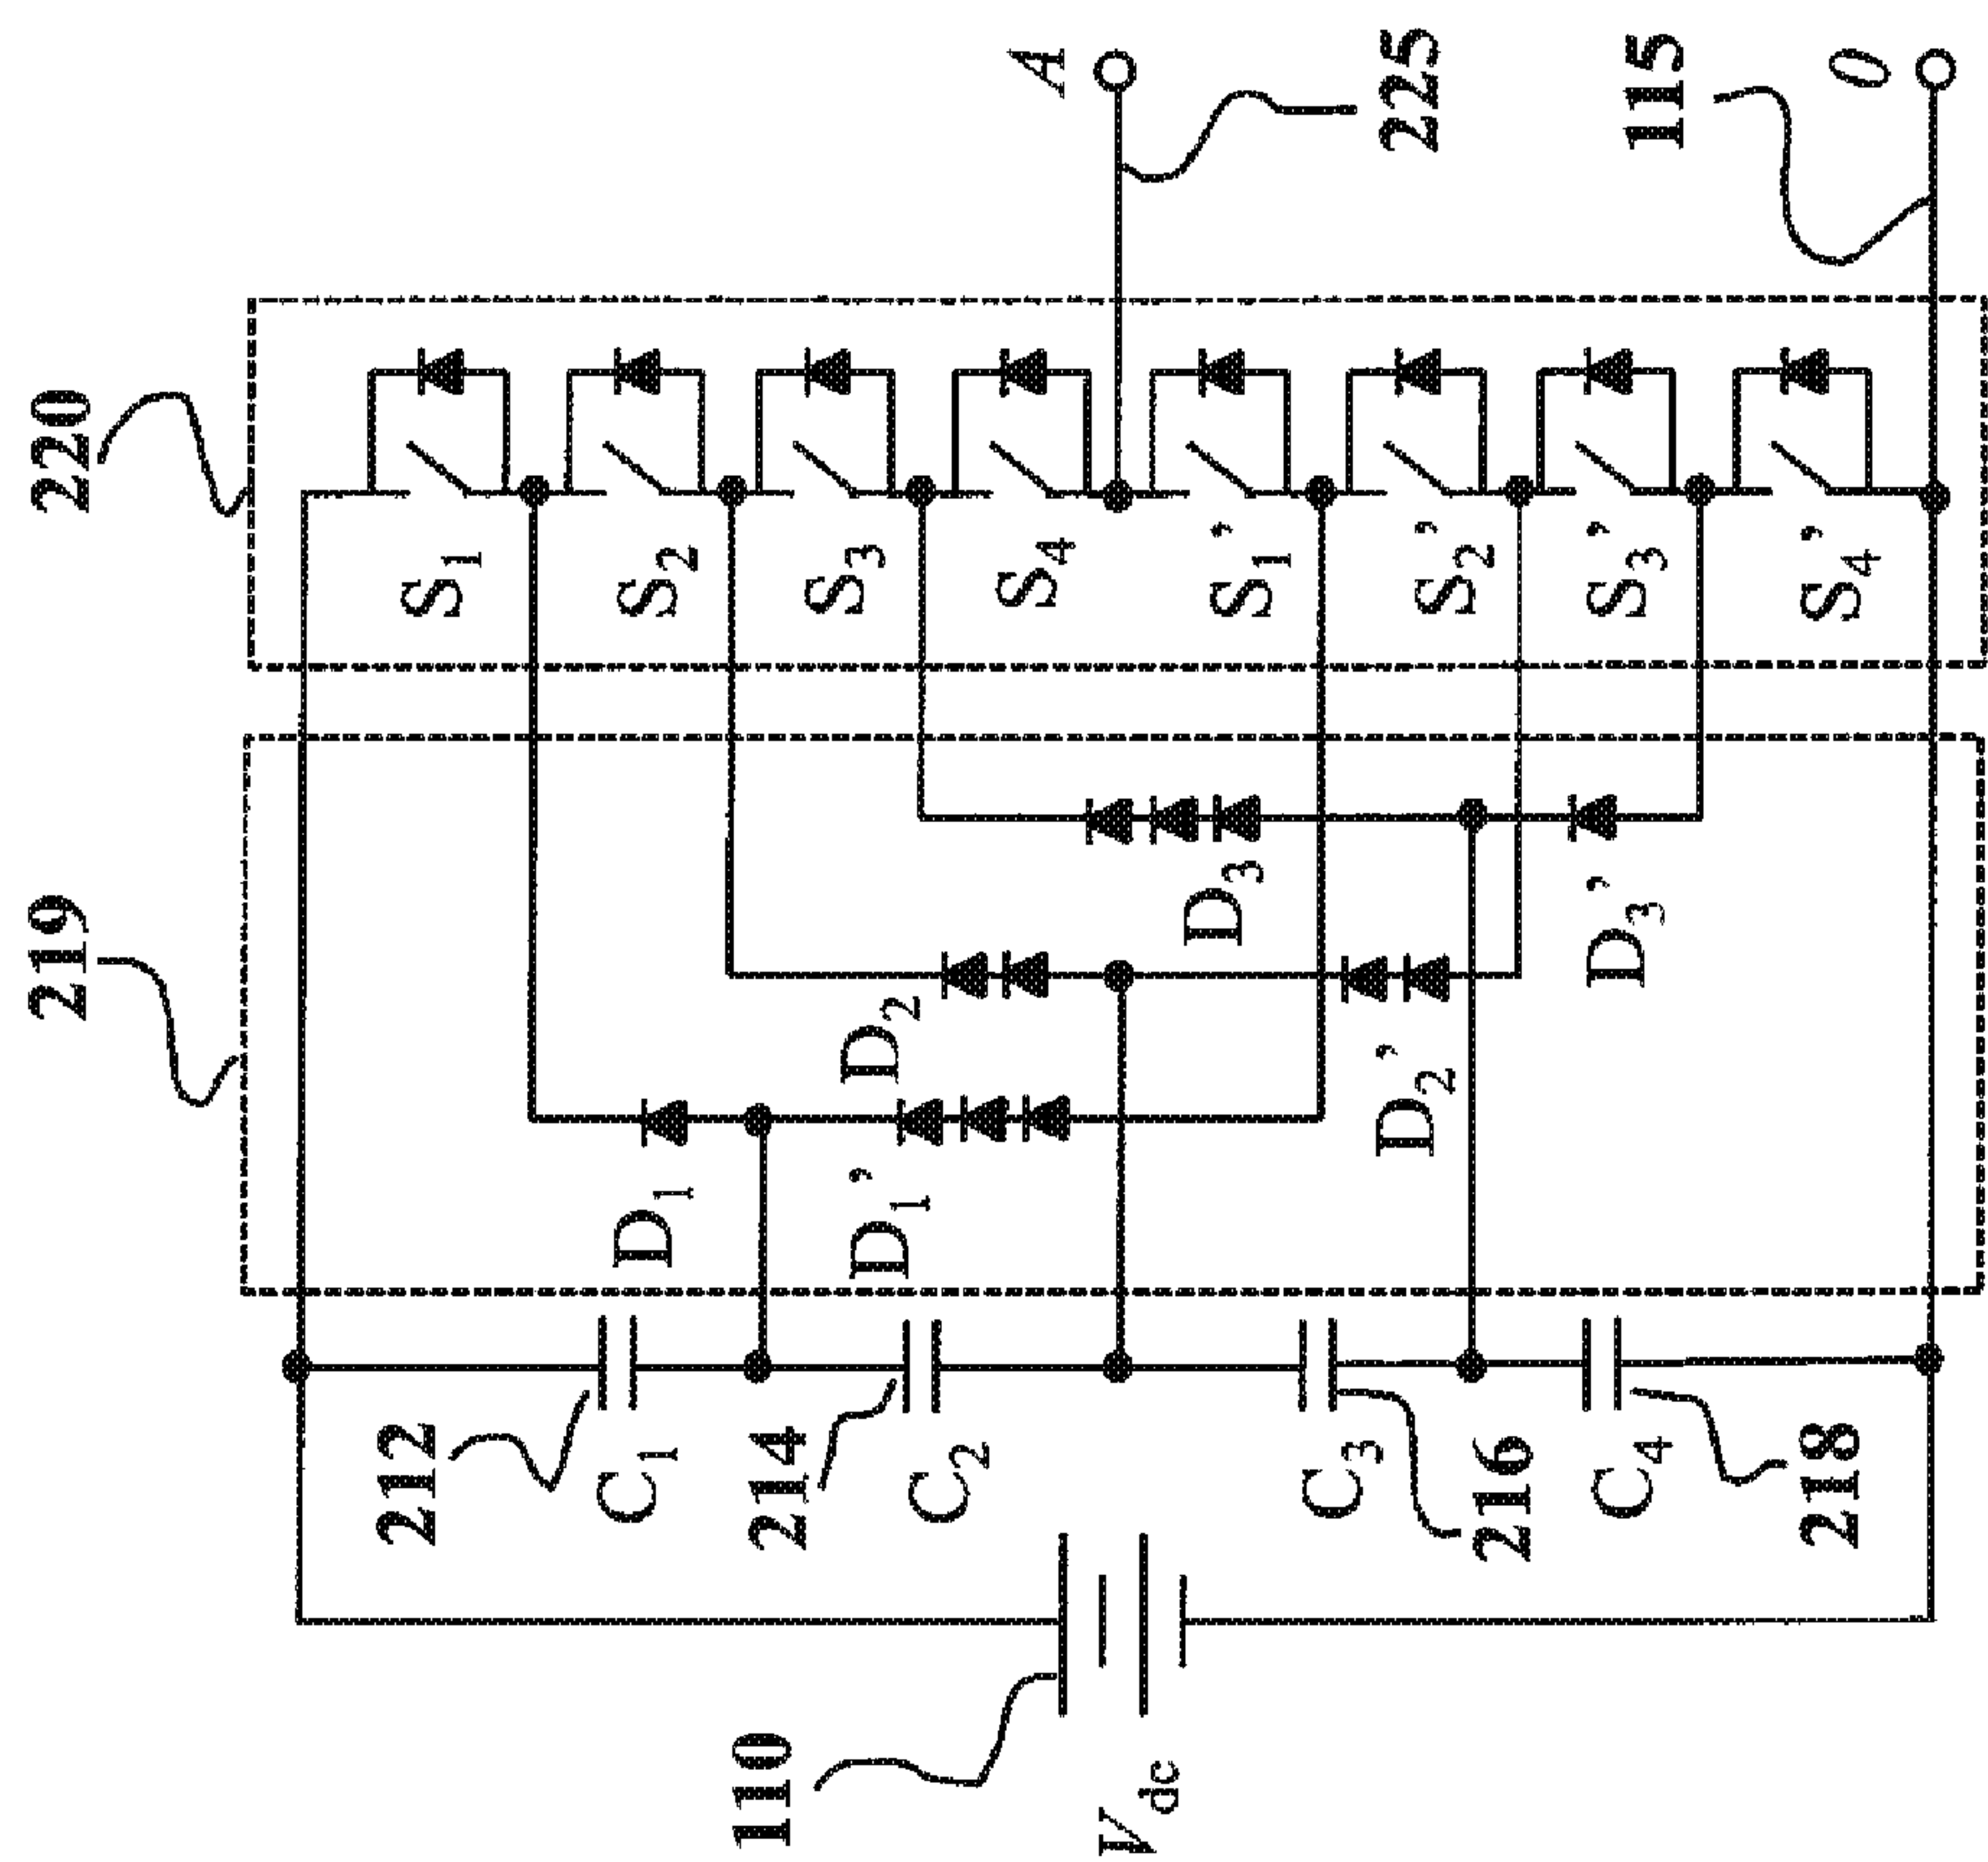 220
219
A
225
115
0
S1
S2
S3
S4
S1’
S2’
S3’
S4’
D3
D3’
D2
D2’
D1
D1’
212
C1
214
C2
C3
216
C4
218
110
Vdc